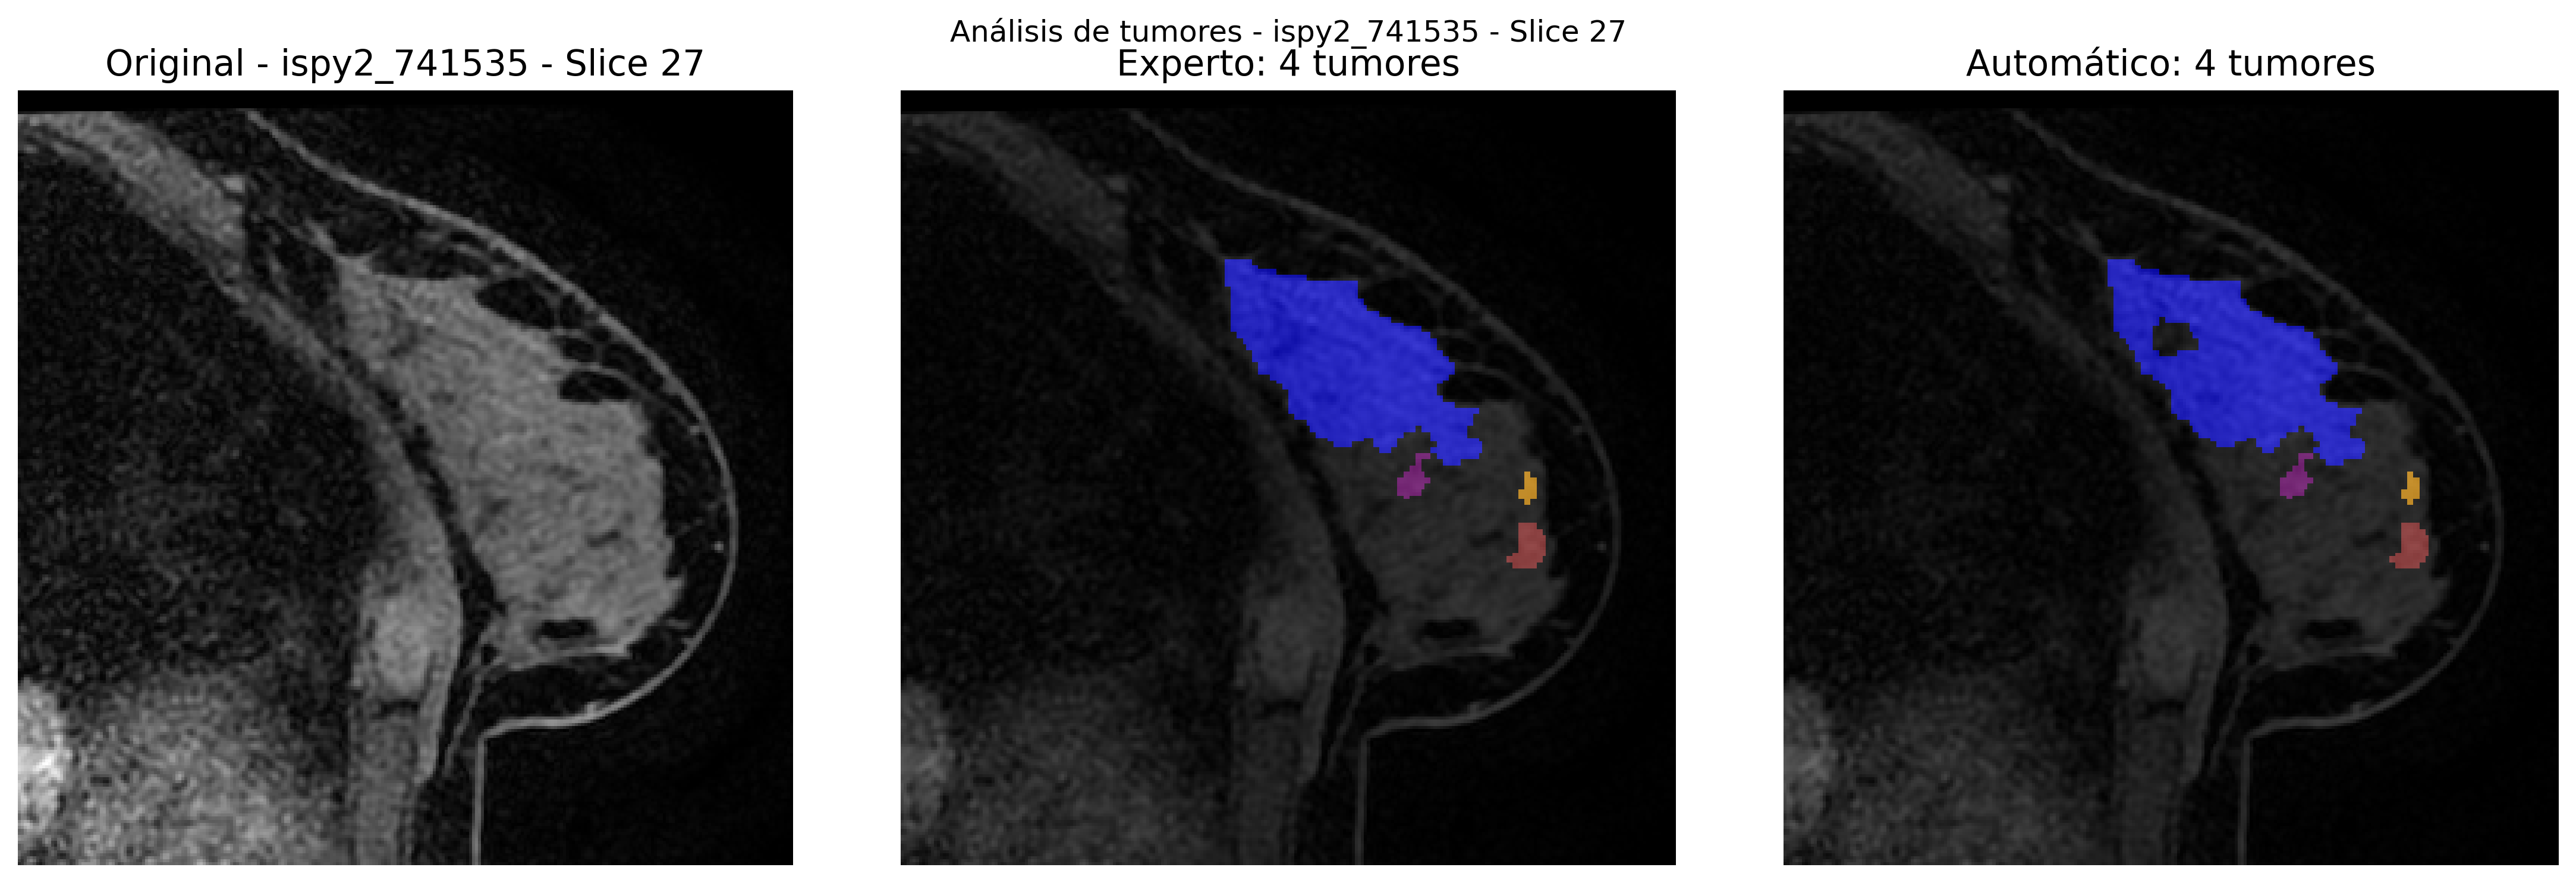 Análisis de tumores - ispy2_741535 - Slice 27
Original - ispy2_741535 - Slice 27
Experto: 4 tumores
Automático: 4 tumores